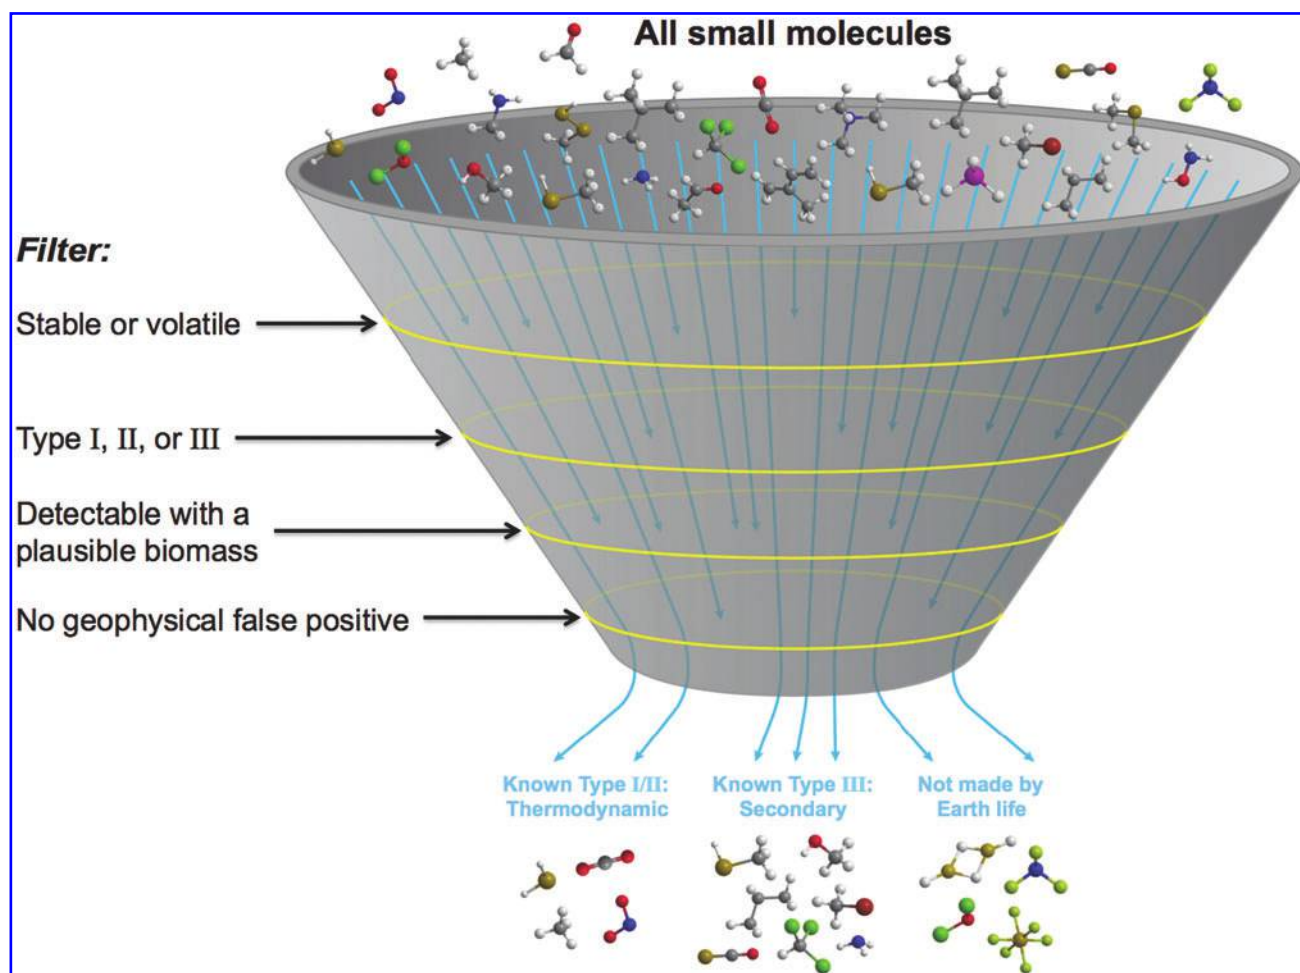 All small molecules
Filter:
Stable or volatile
Type I, II, or III
Detectable with a
plausible biomass
No geophysical false positive
Known Type I/II:
Thermodynamic
Known Type III:
Secondary
Not made by
Earth life